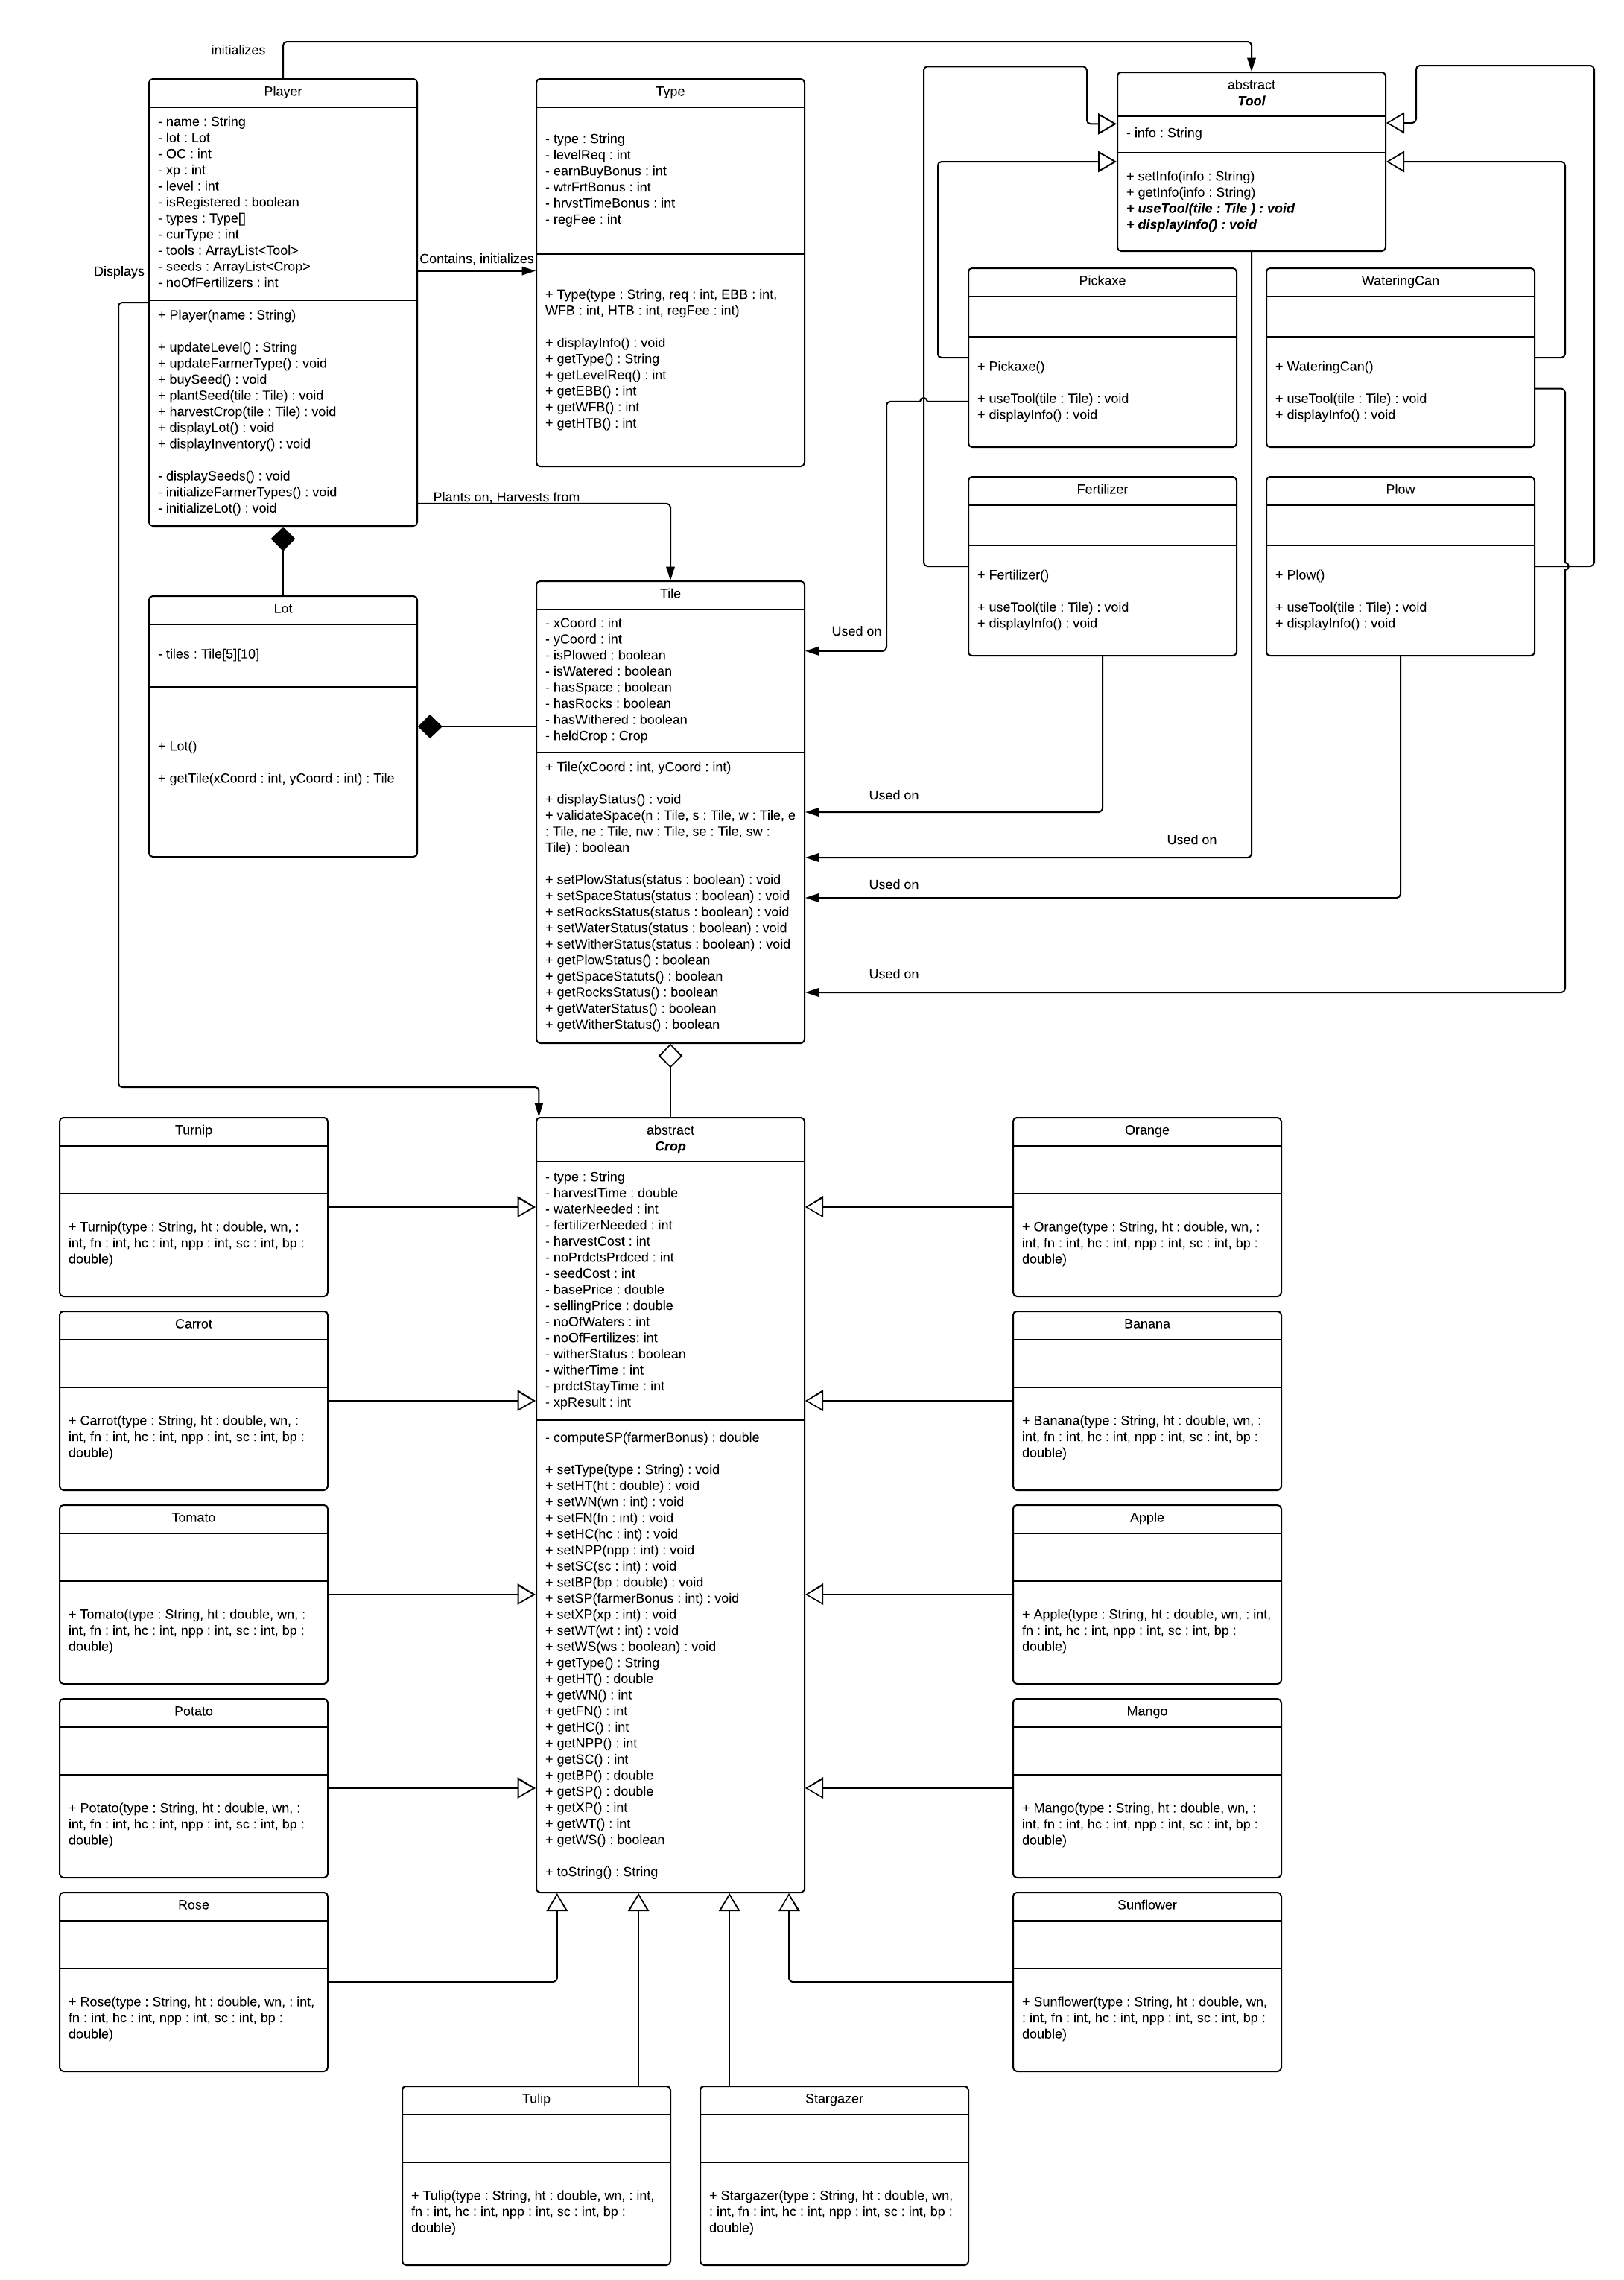 initializes
Player
- name : String
- lot : Lot
- OC : int
- xp : int
- level : int
- isRegistered : boolean
- types : Type[]
- curType : int
- tools : ArrayList<Tool>
- seeds : ArrayList<Crop>
- noOfFertilizers : int
+ Player(name : String)
+ updateLevel() : String
+ updateFarmerType() : void
+ buySeed() : void
+ plantSeed(tile : Tile) : void
+ harvestCrop(tile : Tile) : void
+ displayLot() : void
+ displayInventory() : void
- displaySeeds() : void
- initializeFarmerTypes() : void
- initializeLot() : void
Displays
Contains, initializes
Plants on, Harvests from
Type
- type : String
- levelReq : int
- earnBuyBonus : int
- wtrFrtBonus : int
- hrvstTimeBonus : int
- regFee : int
+ Type(type : String, req : int, EBB : int,
WFB : int, HTB : int, regFee : int)
+ displayInfo() : void
+ getType() : String
+ getLevelReq() : int
+ getEBB() : int
+ getWFB() : int
+ getHTB() : int
abstract
Tool
- info : String
+ setInfo(info : String)
+ getInfo(info : String)
+ useTool(tile : Tile ) : void
+ displayInfo() : void
Pickaxe
+ Pickaxe()
+ useTool(tile : Tile) : void
+ displayInfo() : void
WateringCan
+ WateringCan()
+ useTool(tile : Tile) : void
+ displayInfo() : void
Fertilizer
+ Fertilizer()
+ useTool(tile : Tile) : void
+ displayInfo() : void
Plow
+ Plow()
+ useTool(tile : Tile) : void
+ displayInfo() : void
Lot
- tiles : Tile[5][10]
+ Lot()
+ getTile(xCoord : int, yCoord : int) : Tile
Tile
- xCoord : int
- yCoord : int
- isPlowed : boolean
- isWatered : boolean
- hasSpace : boolean
- hasRocks : boolean
- hasWithered : boolean
- heldCrop : Crop
+ Tile(xCoord : int, yCoord : int)
+ displayStatus() : void
+ validateSpace(n : Tile, s : Tile, w : Tile, e
: Tile, ne : Tile, nw : Tile, se : Tile, sw :
Tile) : boolean
+ setPlowStatus(status : boolean) : void
+ setSpaceStatus(status : boolean) : void
+ setRocksStatus(status : boolean) : void
+ setWaterStatus(status : boolean) : void
+ setWitherStatus(status : boolean) : void
+ getPlowStatus() : boolean
+ getSpaceStatuts() : boolean
+ getRocksStatus() : boolean
+ getWaterStatus() : boolean
+ getWitherStatus() : boolean
Used on
Used on
Used on
Used on
Used on
Turnip
+ Turnip(type : String, ht : double, wn, :
int, fn : int, hc : int, npp : int, sc : int, bp :
double)
Carrot
+ Carrot(type : String, ht : double, wn, :
int, fn : int, hc : int, npp : int, sc : int, bp :
double)
Tomato
+ Tomato(type : String, ht : double, wn, :
int, fn : int, hc : int, npp : int, sc : int, bp :
double)
Potato
+ Potato(type : String, ht : double, wn, :
int, fn : int, hc : int, npp : int, sc : int, bp :
double)
Rose
+ Rose(type : String, ht : double, wn, : int,
fn : int, hc : int, npp : int, sc : int, bp :
double)
abstract
Crop
- type : String
- harvestTime : double
- waterNeeded : int
- fertilizerNeeded : int
- harvestCost : int
- noPrdctsPrdced : int
- seedCost : int
- basePrice : double
- sellingPrice : double
- noOfWaters : int
- noOfFertilizes: int
- witherStatus : boolean
- witherTime : int
- prdctStayTime : int
- xpResult : int
- computeSP(farmerBonus) : double
+ setType(type : String) : void
+ setHT(ht : double) : void
+ setWN(wn : int) : void
+ setFN(fn : int) : void
+ setHC(hc : int) : void
+ setNPP(npp : int) : void
+ setSC(sc : int) : void
+ setBP(bp : double) : void
+ setSP(farmerBonus : int) : void
+ setXP(xp : int) : void
+ setWT(wt : int) : void
+ setWS(ws : boolean) : void
+ getType() : String
+ getHT() : double
+ getWN() : int
+ getFN() : int
+ getHC() : int
+ getNPP() : int
+ getSC() : int
+ getBP() : double
+ getSP() : double
+ getXP() : int
+ getWT() : int
+ getWS() : boolean
+ toString() : String
Orange
+ Orange(type : String, ht : double, wn, :
int, fn : int, hc : int, npp : int, sc : int, bp :
double)
Banana
+ Banana(type : String, ht : double, wn, :
int, fn : int, hc : int, npp : int, sc : int, bp :
double)
Apple
+ Apple(type : String, ht : double, wn, : int,
fn : int, hc : int, npp : int, sc : int, bp :
double)
Mango
+ Mango(type : String, ht : double, wn, :
int, fn : int, hc : int, npp : int, sc : int, bp :
double)
Sunflower
+ Sunflower(type : String, ht : double, wn,
: int, fn : int, hc : int, npp : int, sc : int, bp :
double)
Tulip
+ Tulip(type : String, ht : double, wn, : int,
fn : int, hc : int, npp : int, sc : int, bp :
double)
Stargazer
+ Stargazer(type : String, ht : double, wn,
: int, fn : int, hc : int, npp : int, sc : int, bp :
double)